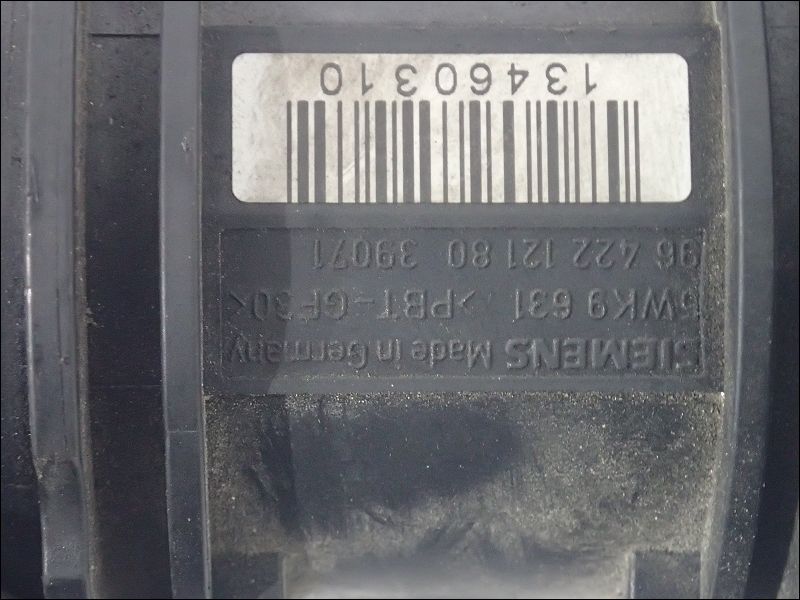 SIEMENS Made in Germany
5WK9 631 >PBT-GF30<
96 422 121 80 39071
13460310